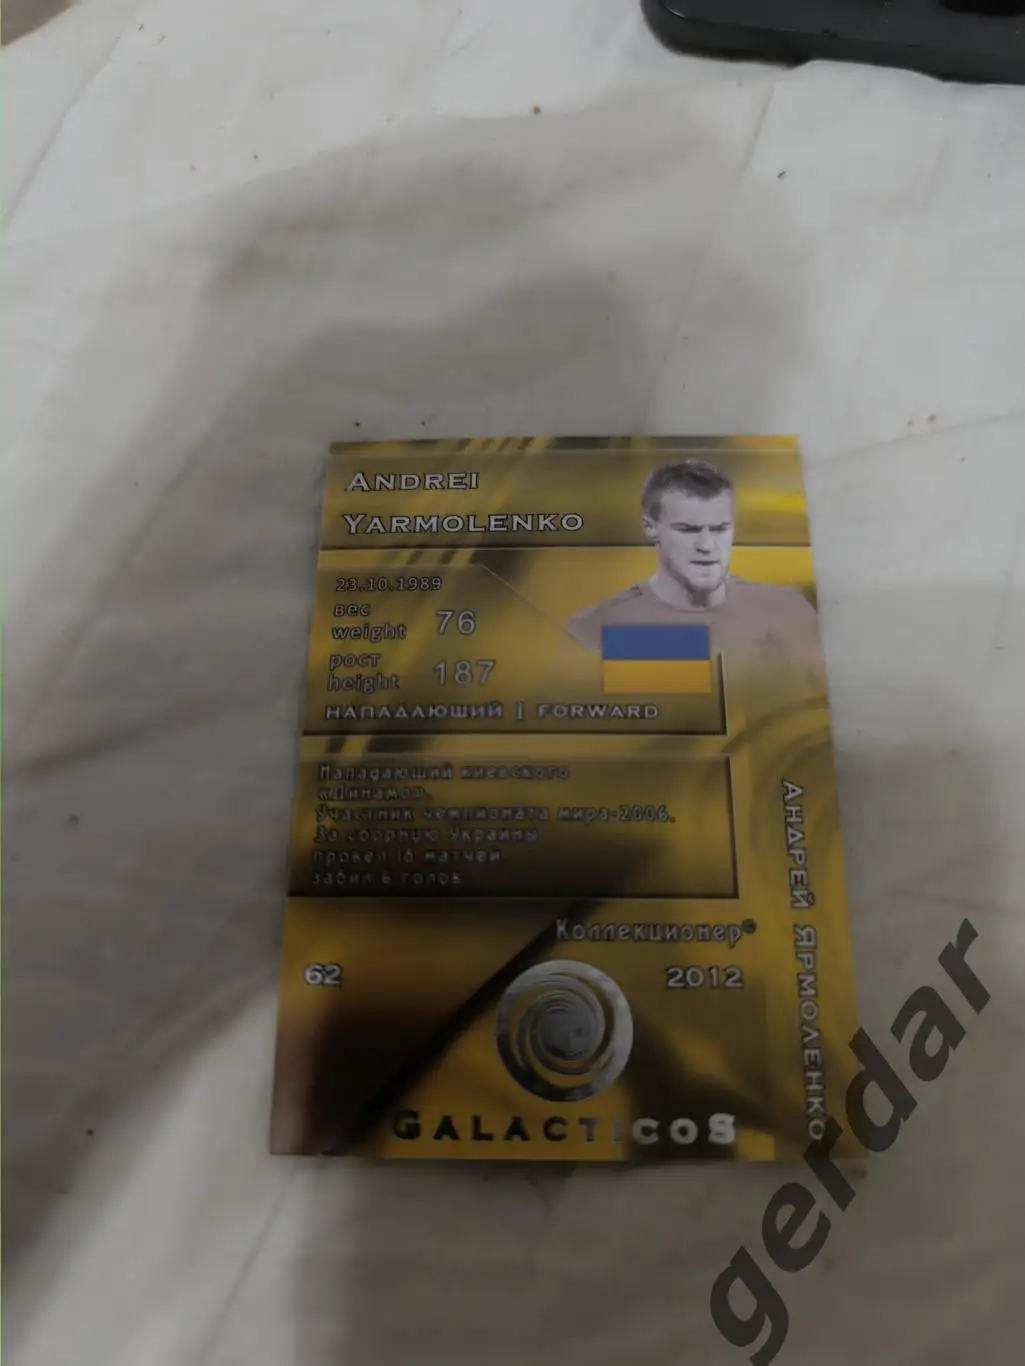 ANDREI
YARMOLENKO
23.10.1989
вес
weight 76
рост
height 187
НАПАДАЮЩИЙ | FORWARD
Нападающий киевского
«Динамо».
Участник чемпионата мира-2006.
За сборную Украины
провел 18 матчей,
забил 6 голов
АНДРЕЙ ЯРМОЛЕНКО
Коллекционер®
62
2012
GALACTICOS
gerdar